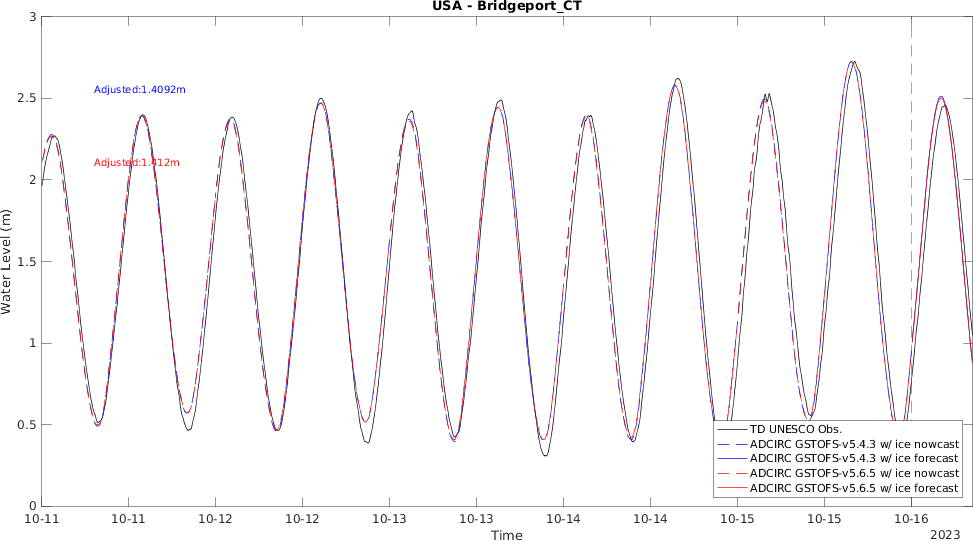 USA - Bridgeport_CT
3
2.5
2
1.5
1
0.5
0
Water Level (m)
Adjusted:1.4092m
Adjusted:1.412m
TD UNESCO Obs.
ADCIRC GSTOFS-v5.4.3 w/ ice nowcast
ADCIRC GSTOFS-v5.4.3 w/ ice forecast
ADCIRC GSTOFS-v5.6.5 w/ ice nowcast
ADCIRC GSTOFS-v5.6.5 w/ ice forecast
10-11 10-11 10-12 10-12 10-13 10-13 10-14 10-14 10-15 10-15 10-16
Time
2023